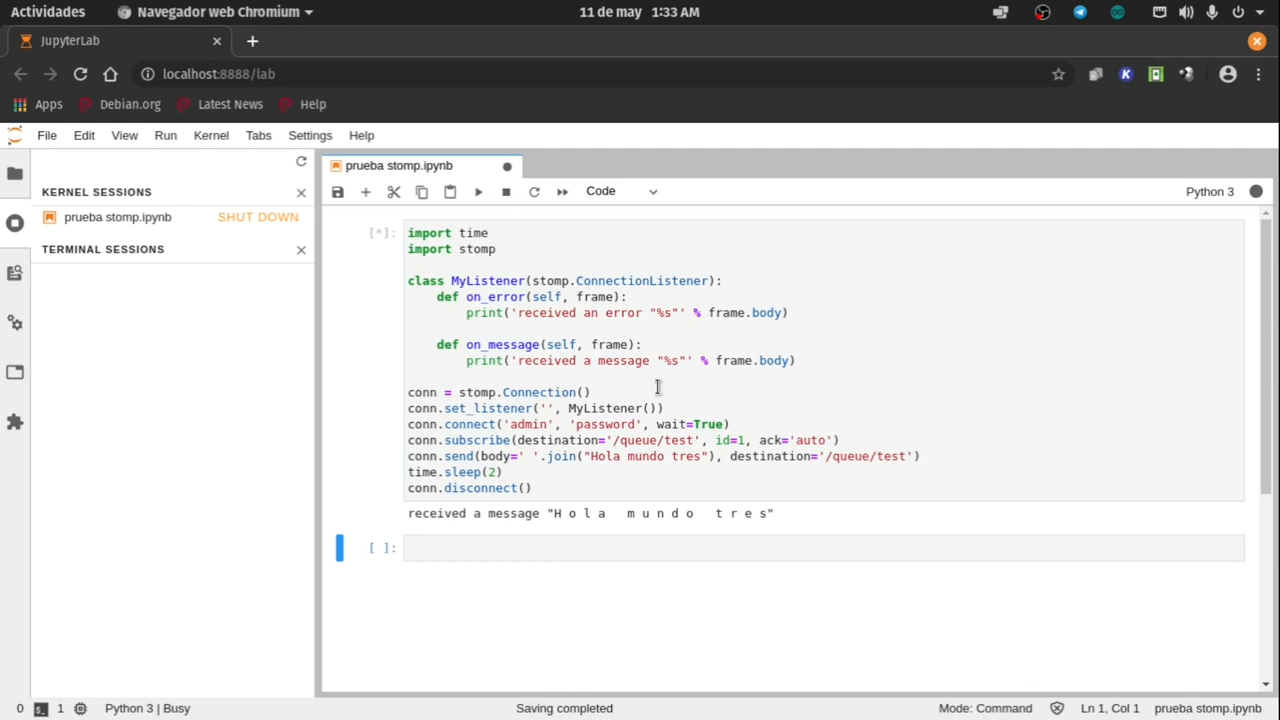 Actividades
Navegador web Chromium
11 de may 1:33 AM
JupyterLab
localhost:8888/lab
Apps
Debian.org
Latest News
Help
File
Edit
View
Run
Kernel
Tabs
Settings
Help
KERNEL SESSIONS
prueba stomp.ipynb
SHUT DOWN
TERMINAL SESSIONS
prueba stomp.ipynb
Code
Python 3
[*]:
import time
import stomp
class MyListener(stomp.ConnectionListener):
def on_error(self, frame):
print('received an error "%s"' % frame.body)
def on_message(self, frame):
print('received a message "%s"' % frame.body)
conn = stomp.Connection()
conn.set_listener('', MyListener())
conn.connect('admin', 'password', wait=True)
conn.subscribe(destination='/queue/test', id=1, ack='auto')
conn.send(body=' '.join("Hola mundo tres"), destination='/queue/test')
time.sleep(2)
conn.disconnect()
received a message "H o l a   m u n d o   t r e s"
[ ]:
0
1
Python 3 | Busy
Saving completed
Mode: Command
Ln 1, Col 1
prueba stomp.ipynb